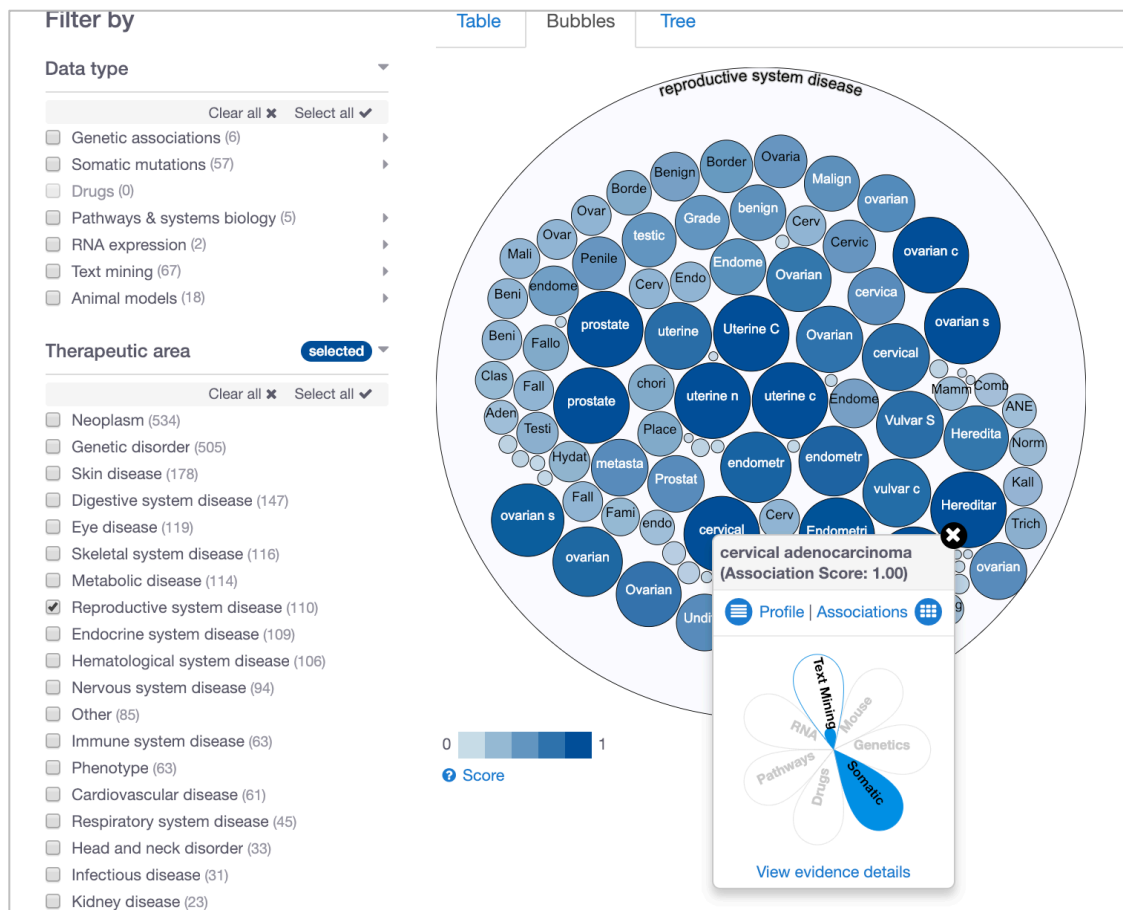 Filter by
Table
Bubbles
Tree
Data type
Clear all ✖ Select all ✔
Genetic associations (6)
Somatic mutations (57)
Drugs (0)
Pathways & systems biology (5)
RNA expression (2)
Text mining (67)
Animal models (18)
Therapeutic area
selected
Clear all ✖ Select all ✔
Neoplasm (534)
Genetic disorder (505)
Skin disease (178)
Digestive system disease (147)
Eye disease (119)
Skeletal system disease (116)
Metabolic disease (114)
Reproductive system disease (110)
Endocrine system disease (109)
Hematological system disease (106)
Nervous system disease (94)
Other (85)
Immune system disease (63)
Phenotype (63)
Cardiovascular disease (61)
Respiratory system disease (45)
Head and neck disorder (33)
Infectious disease (31)
Kidney disease (23)
reproductive system disease
Ovaria
Border
Benign
Malign
Borde
ovarian
benign
Grade
Ovar
Cerv
testic
Ovar
Cervic
ovarian c
Mali
Penile
Endome
Ovarian
Endo
Cerv
endome
cervica
Beni
prostate
uterine
Uterine C
Ovarian
ovarian s
Beni
Fallo
cervical
Clas
Fall
chori
Mamm
Comb
prostate
uterine n
uterine c
Endome
ANE
Aden
Testi
Place
Vulvar S
Heredita
Norm
Hydat
metasta
endometr
endometr
Prostat
vulvar c
Kall
Fall
Hereditar
ovarian s
Fami
endo
cervical
Cerv
Endometri
Trich
ovarian
ovarian
Ovarian
Undi
cervical adenocarcinoma
(Association Score: 1.00)
Profile | Associations
Text Mining
Mouse
RNA
Genetics
Pathways
Drugs
Somatic
View evidence details
0
1
? Score